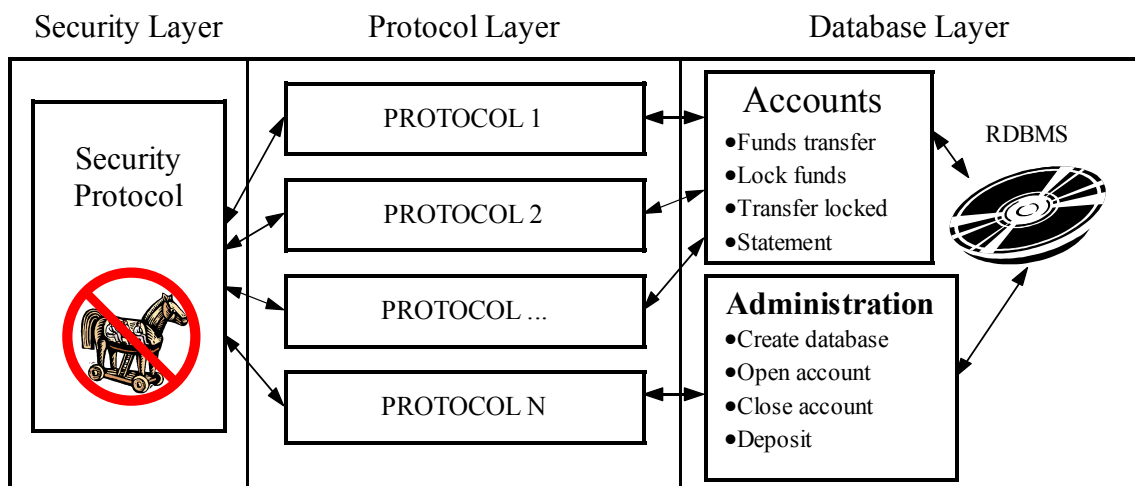 Security Layer
Protocol Layer
Database Layer
Security
Protocol
PROTOCOL 1
PROTOCOL 2
PROTOCOL ...
PROTOCOL N
Accounts
•Funds transfer
•Lock funds
•Transfer locked
•Statement
Administration
•Create database
•Open account
•Close account
•Deposit
RDBMS